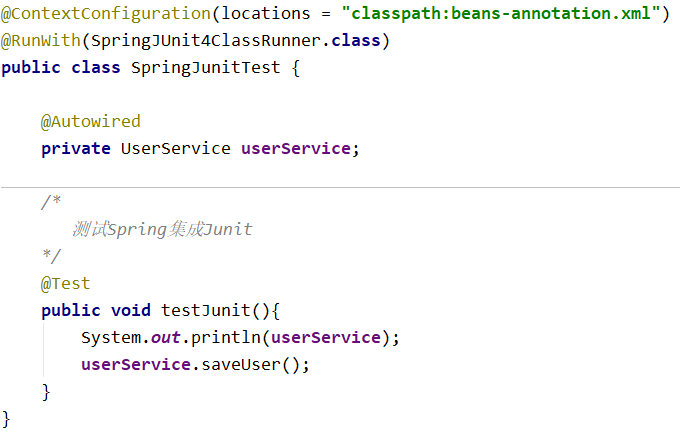 @ContextConfiguration(locations = "classpath:beans-annotation.xml")
@RunWith(SpringJUnit4ClassRunner.class)
public class SpringJunitTest {
@Autowired
private UserService userService;
/*
测试Spring集成Junit
*/
@Test
public void testJunit(){
System.out.println(userService);
userService.saveUser();
}
}